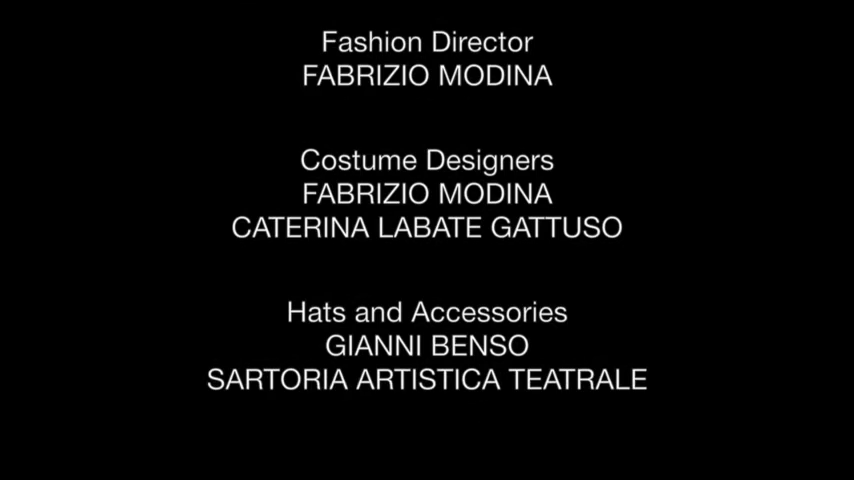 Fashion Director
FABRIZIO MODINA
Costume Designers
FABRIZIO MODINA
CATERINA LABATE GATTUSO
Hats and Accessories
GIANNI BENSO
SARTORIA ARTISTICA TEATRALE